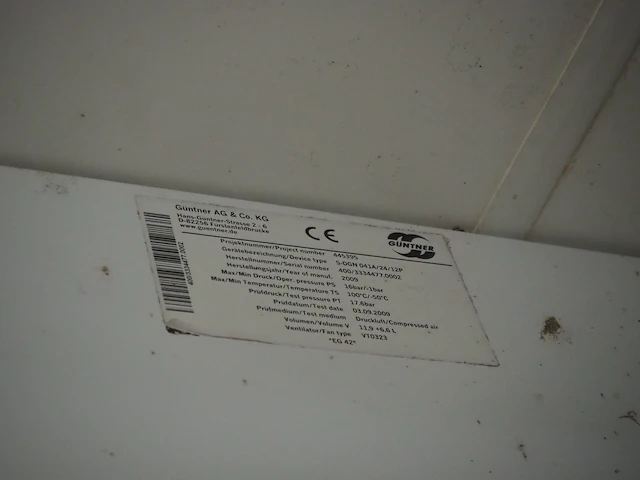 Güntner AG & Co. KG
Hans-Güntner-Strasse 2 - 6
D-82256 Fürstenfeldbruck
www.guentner.de
CE
GÜNTNER
Projektnummer/Project number 445395
Gerätebezeichnung/Device type S-DGN 041A/24/12P
Herstellnummer/Serial number 400/3334477.0002
Herstellungsjahr/Year of manuf. 2009
Max/Min Druck/Oper. pressure PS 16bar/-1bar
Max/Min Temperatur/Temperature TS 100°C/-50°C
Prüfdruck/Test pressure PT 17.6bar
Prüfdatum/Test date 03.09.2009
Prüfmedium/Test medium Druckluft/Compressed air
Volumen/Volume V 11,9 +6,6 L
Ventilator/Fan type VT0323
"EG 42"
400/3334477.0002